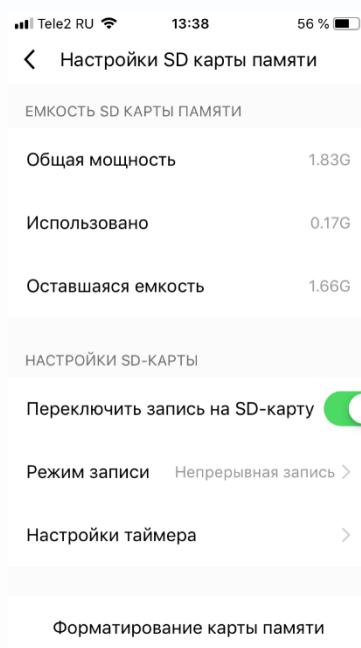 Tele2 RU 13:38 56 %
Настройки SD карты памяти
ЕМКОСТЬ SD КАРТЫ ПАМЯТИ
Общая мощность 1.83G
Использовано 0.17G
Оставшаяся емкость 1.66G
НАСТРОЙКИ SD-КАРТЫ
Переключить запись на SD-карту
Режим записи Непрерывная запись
Настройки таймера
Форматирование карты памяти